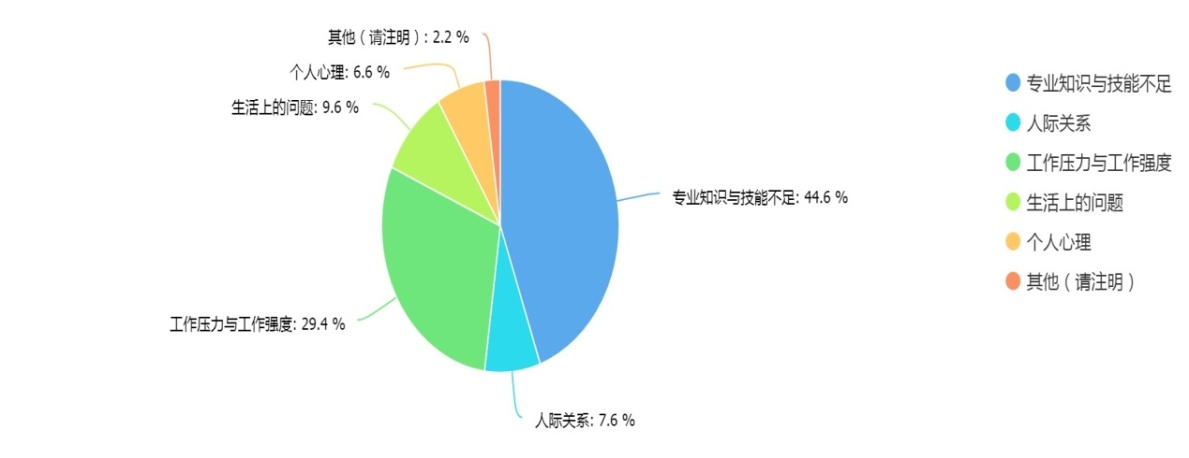 其他（请注明）: 2.2 %
个人心理: 6.6 %
生活上的问题: 9.6 %
专业知识与技能不足: 44.6 %
工作压力与工作强度: 29.4 %
人际关系: 7.6 %
专业知识与技能不足
人际关系
工作压力与工作强度
生活上的问题
个人心理
其他（请注明）